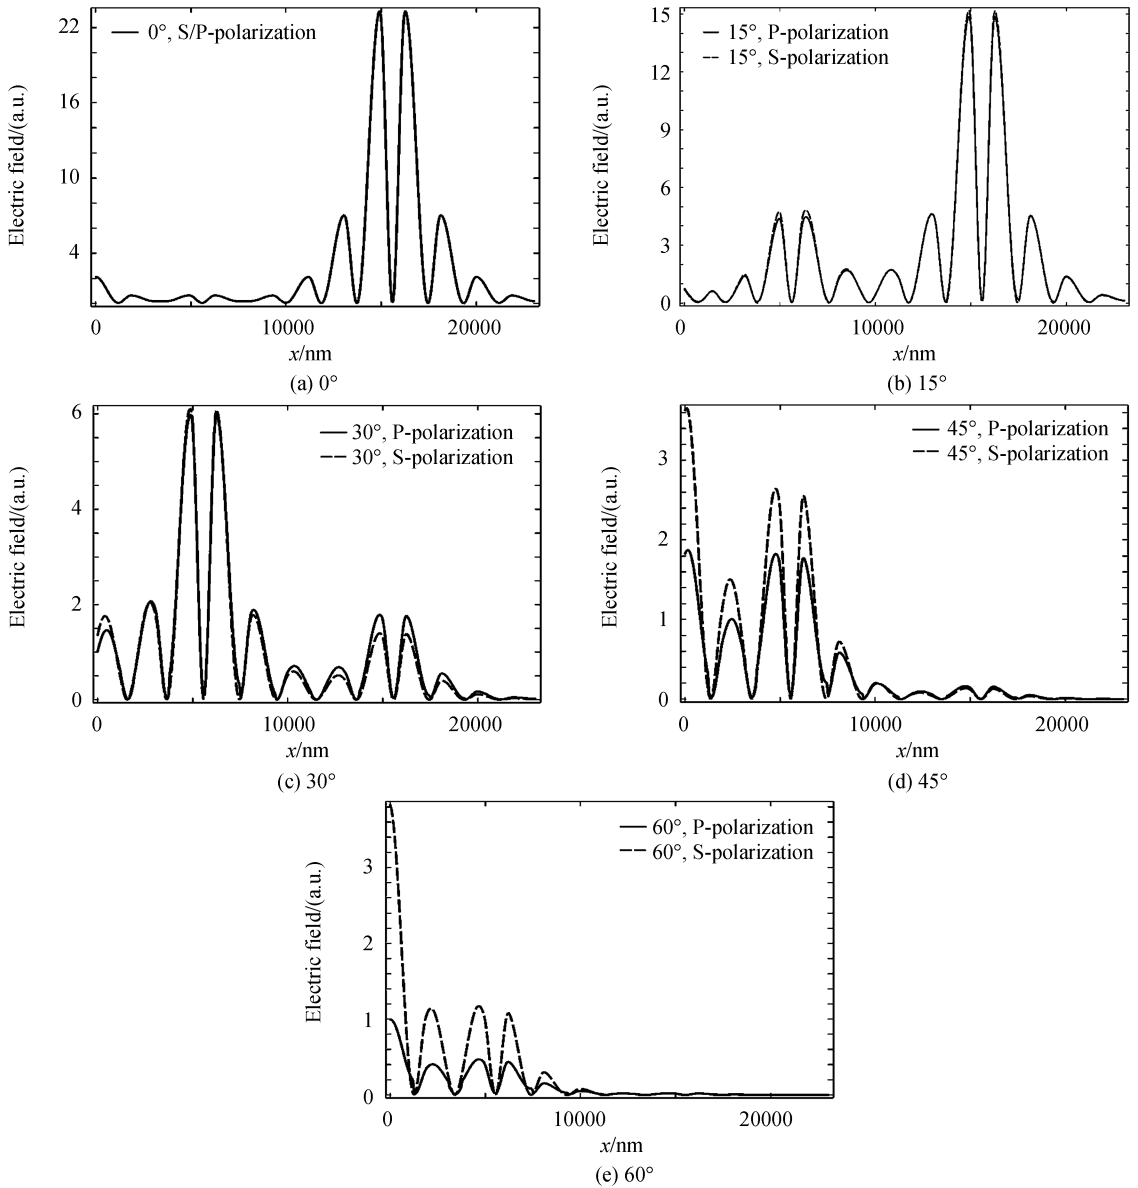 22
16
10
4
Electric field/(a.u.)
0°, S/P-polarization
0
10000
20000
x/nm
(a) 0°
15
12
9
6
3
0
Electric field/(a.u.)
15°, P-polarization
15°, S-polarization
0
10000
20000
x/nm
(b) 15°
6
4
2
0
Electric field/(a.u.)
30°, P-polarization
30°, S-polarization
0
10000
20000
x/nm
(c) 30°
3
2
1
0
Electric field/(a.u.)
45°, P-polarization
45°, S-polarization
0
10000
20000
x/nm
(d) 45°
3
2
1
0
Electric field/(a.u.)
60°, P-polarization
60°, S-polarization
0
10000
20000
x/nm
(e) 60°